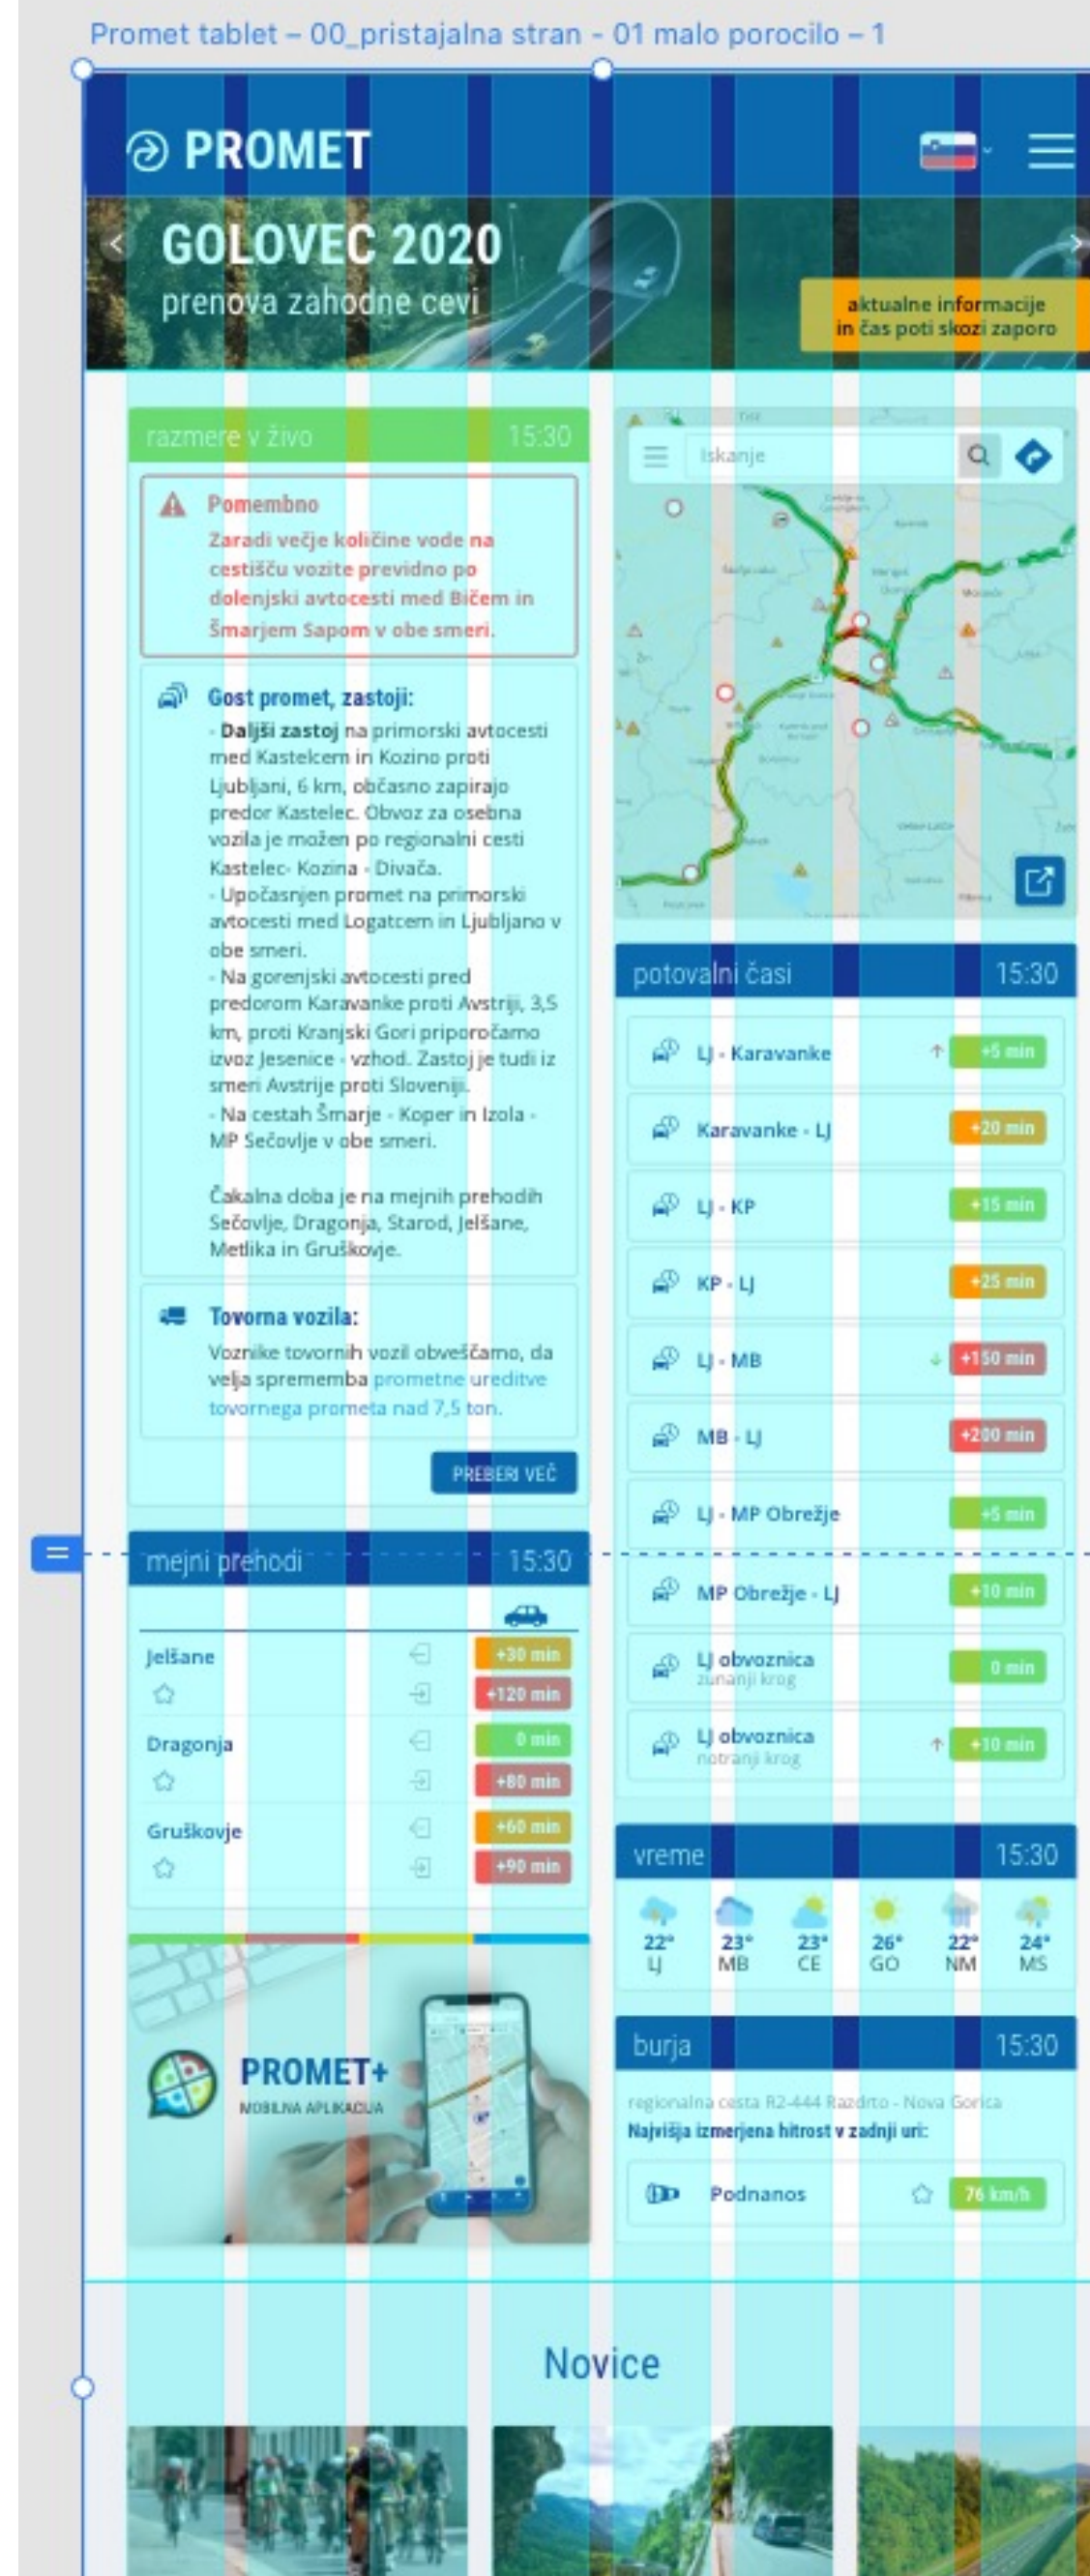 Promet tablet – 00_pristajalna stran - 01 malo porocilo – 1
PROMET
GOLOVEC 2020
prenova zahodne cevi
aktualne informacije
in čas poti skozi zaporo
razmere v živo 15:30
Pomembno
Zaradi večje količine vode na
cestišču vozite previdno po
dolenjski avtocesti med Bičem in
Šmarjem Sapom v obe smeri.
Gost promet, zastoji:
- Daljši zastoj na primorski avtocesti
med Kastelcem in Kozino proti
Ljubljani, 6 km, občasno zapirajo
predor Kastelec. Obvoz za osebna
vozila je možen po regionalni cesti
Kastelec- Kozina - Divača.
- Upočasnjen promet na primorski
avtocesti med Logatcem in Ljubljano v
obe smeri.
- Na gorenjski avtocesti pred
predorom Karavanke proti Avstriji, 3,5
km, proti Kranjski Gori priporočamo
izvoz Jesenice - vzhod. Zastoj je tudi iz
smeri Avstrije proti Sloveniji.
- Na cestah Šmarje - Koper in Izola -
MP Sečovlje v obe smeri.
Čakalna doba je na mejnih prehodih
Sečovlje, Dragonja, Starod, Jelšane,
Metlika in Gruškovje.
Tovorna vozila:
Voznike tovornih vozil obveščamo, da
velja sprememba prometne ureditve
tovornega prometa nad 7,5 ton.
PREBERI VEČ
mejni prehodi 15:30
Jelšane +30 min
+120 min
Dragonja 0 min
+80 min
Gruškovje +60 min
+90 min
PROMET+
MOBILNA APLIKACIJA
Iskanje
potovalni časi 15:30
LJ - Karavanke +5 min
Karavanke - LJ +20 min
LJ - KP +15 min
KP - LJ +25 min
LJ - MB +150 min
MB - LJ +200 min
LJ - MP Obrežje +5 min
MP Obrežje - LJ +10 min
LJ obvoznica 0 min
zunanji krog
LJ obvoznica +10 min
notranji krog
vreme 15:30
22° 23° 23° 26° 22° 24°
LJ MB CE GO NM MS
burja 15:30
regionalna cesta R2-444 Razdrto - Nova Gorica
Najvišja izmerjena hitrost v zadnji uri:
Podnanos 76 km/h
Novice